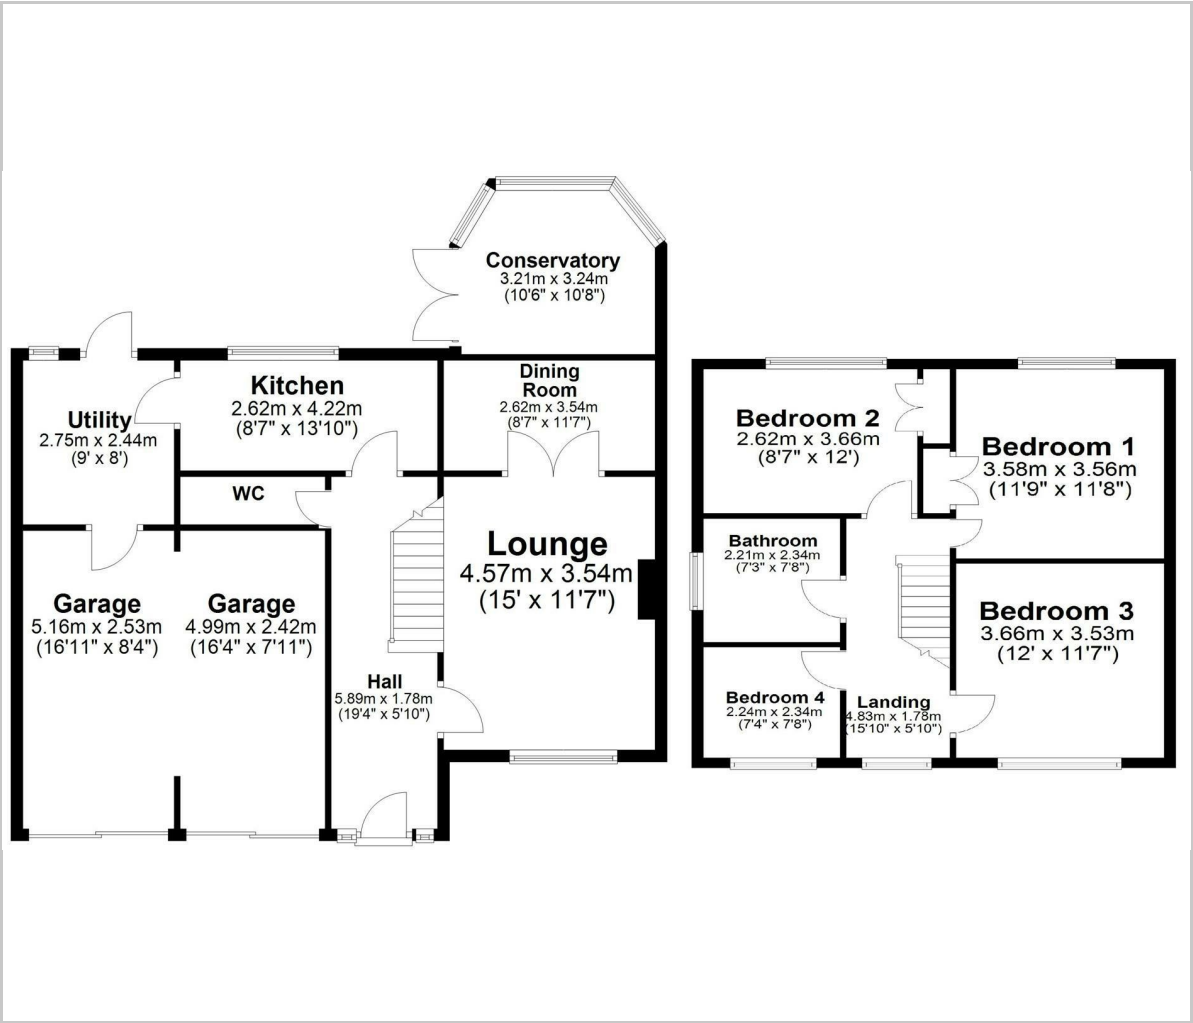 Conservatory
3.21m x 3.24m
(10'6" x 10'8")
Kitchen
2.62m x 4.22m
(8'7" x 13'10")
Dining
Room
2.62m x 3.54m
(8'7" x 11'7")
Utility
2.75m x 2.44m
(9' x 8')
WC
Lounge
4.57m x 3.54m
(15' x 11'7")
Garage
5.16m x 2.53m
(16'11" x 8'4")
Garage
4.99m x 2.42m
(16'4" x 7'11")
Hall
5.89m x 1.78m
(19'4" x 5'10")
Bedroom 2
2.62m x 3.66m
(8'7" x 12')
Bedroom 1
3.58m x 3.56m
(11'9" x 11'8")
Bathroom
2.21m x 2.34m
(7'3" x 7'8")
Bedroom 3
3.66m x 3.53m
(12' x 11'7")
Bedroom 4
2.24m x 2.34m
(7'4" x 7'8")
Landing
4.83m x 1.78m
(15'10" x 5'10")